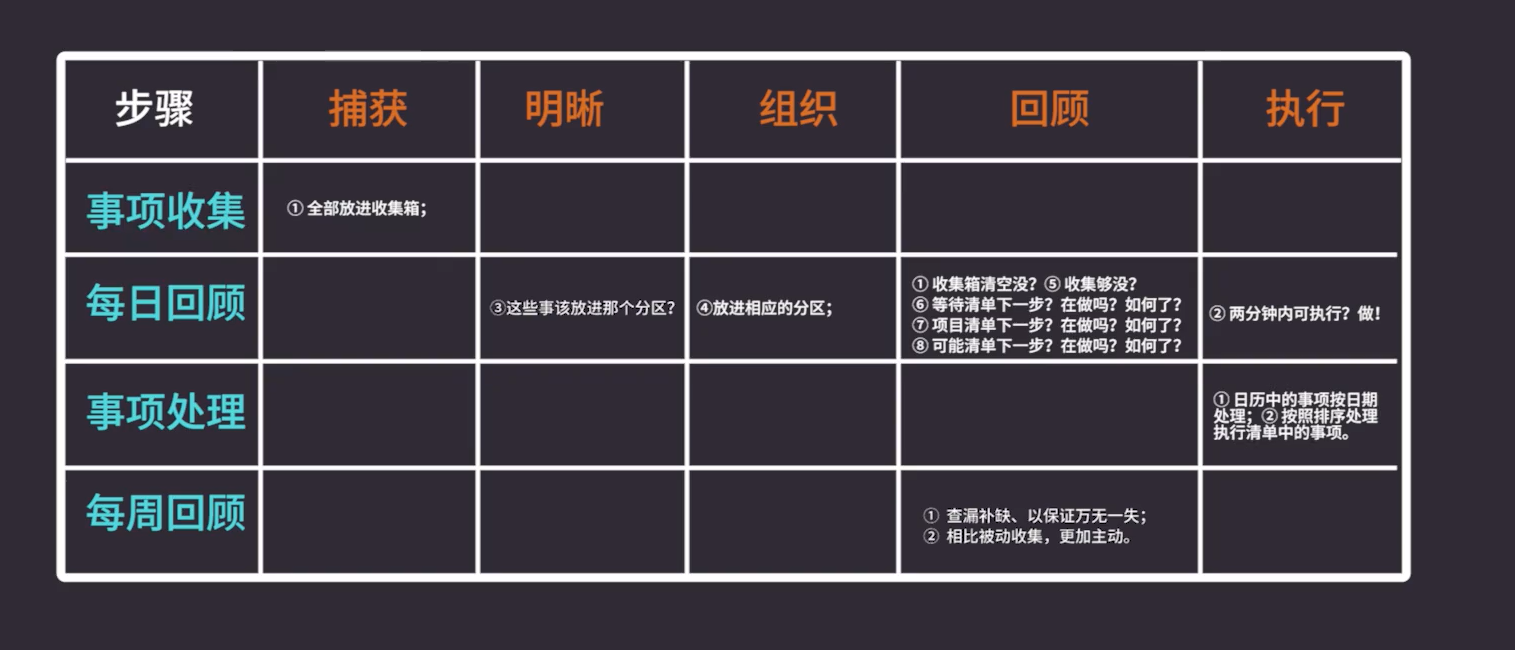 步骤 捕获 明晰 组织 回顾 执行
事项收集 ① 全部放进收集箱；
每日回顾 ③这些事该放进那个分区？ ④放进相应的分区；
① 收集箱清空没？⑤ 收集够没？
⑥ 等待清单下一步？在做吗？如何了？
⑦ 项目清单下一步？在做吗？如何了？
⑧ 可能清单下一步？在做吗？如何了？
② 两分钟内可执行？做！
事项处理
① 日历中的事项按日期
处理；② 按照排序处理
执行清单中的事项。
每周回顾
① 查漏补缺、以保证万无一失；
② 相比被动收集，更加主动。